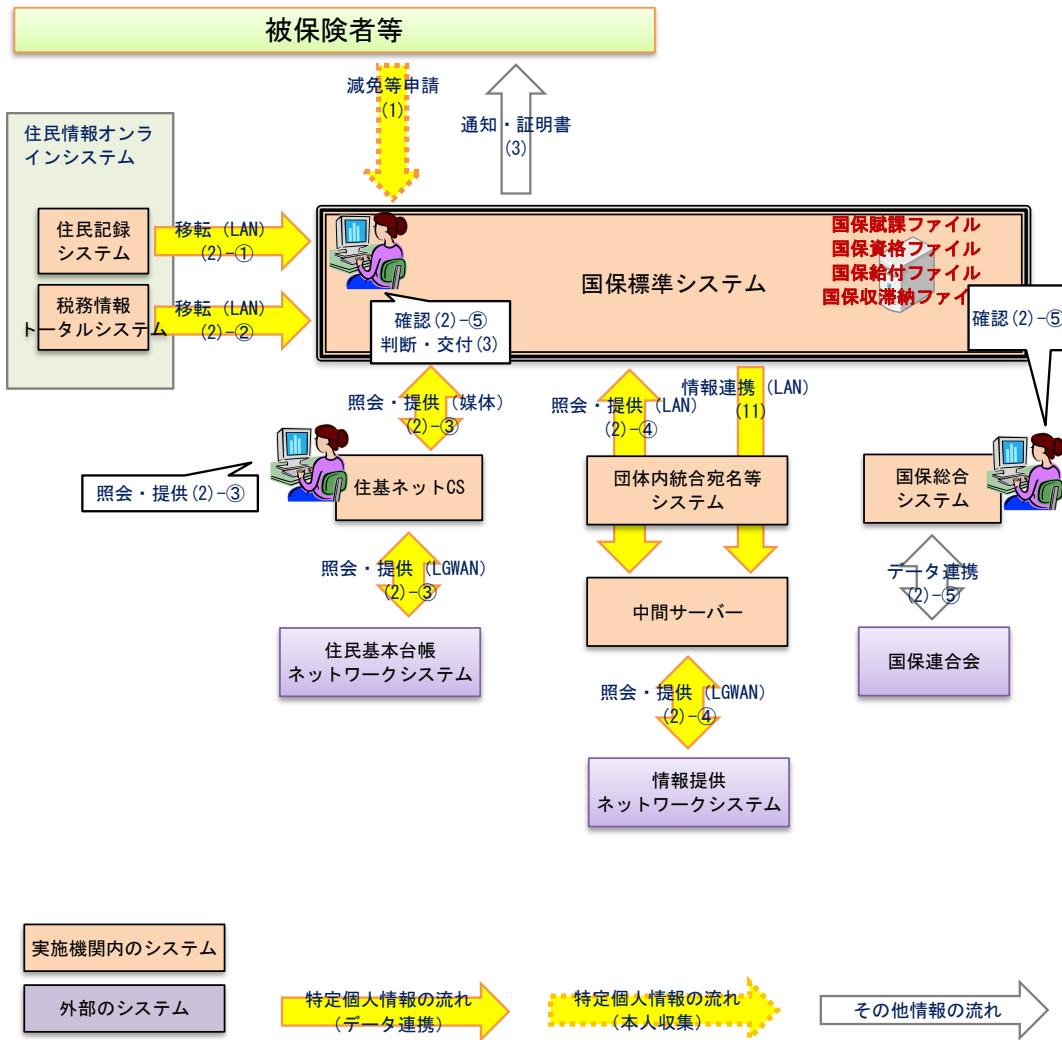 被保険者等
減免等申請
(1)
通知・証明書
(3)
住民情報オンラ
インシステム
住民記録
システム
移転（LAN）
(2)-①
税務情報
トータルシステム
移転（LAN）
(2)-②
国保標準システム
国保賦課ファイル
国保資格ファイル
国保給付ファイル
国保収滞納ファイ
確認(2)-⑤
判断・交付(3)
確認(2)-⑤
照会・提供（媒体）
(2)-③
照会・提供（LAN）
(2)-④
情報連携（LAN）
(11)
照会・提供(2)-③
住基ネットCS
団体内統合宛名等
システム
国保総合
システム
照会・提供（LGWAN）
(2)-③
データ連携
(2)-⑤
中間サーバー
住民基本台帳
ネットワークシステム
国保連合会
照会・提供（LGWAN）
(2)-④
情報提供
ネットワークシステム
実施機関内のシステム
外部のシステム
特定個人情報の流れ
（データ連携）
特定個人情報の流れ
（本人収集）
その他情報の流れ